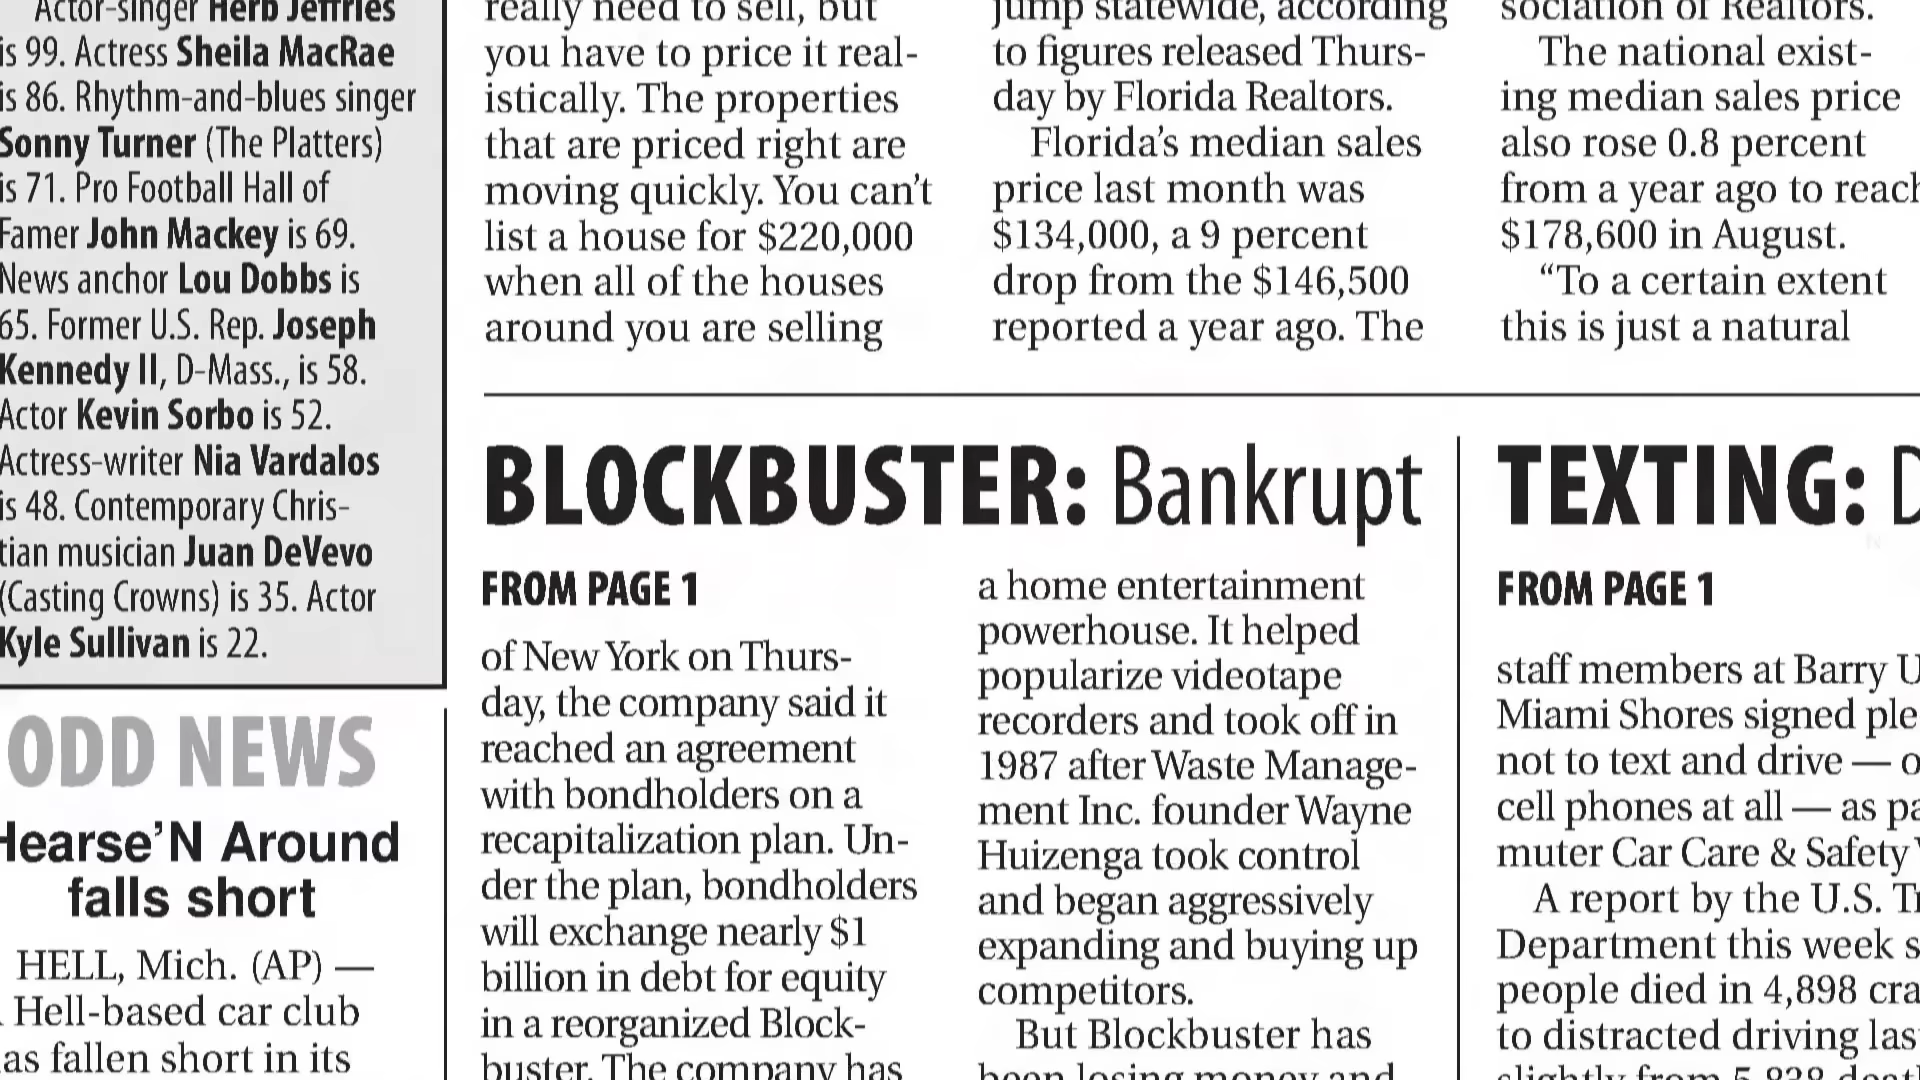 Actor-singer Herb Jeffries
is 99. Actress Sheila MacRae
is 86. Rhythm-and-blues singer
Sonny Turner (The Platters)
is 71. Pro Football Hall of
Famer John Mackey is 69.
News anchor Lou Dobbs is
65. Former U.S. Rep. Joseph
Kennedy II, D-Mass., is 58.
Actor Kevin Sorbo is 52.
Actress-writer Nia Vardalos
is 48. Contemporary Chris-
tian musician Juan DeVevo
(Casting Crowns) is 35. Actor
Kyle Sullivan is 22.
ODD NEWS
Hearse'N Around
falls short
HELL, Mich. (AP) —
Hell-based car club
as fallen short in its
really need to sell, but
you have to price it real-
istically. The properties
that are priced right are
moving quickly. You can't
list a house for $220,000
when all of the houses
around you are selling
jump statewide, according
to figures released Thurs-
day by Florida Realtors.
Florida's median sales
price last month was
$134,000, a 9 percent
drop from the $146,500
reported a year ago. The
sociation of Realtors.
The national exist-
ing median sales price
also rose 0.8 percent
from a year ago to reach
$178,600 in August.
“To a certain extent
this is just a natural
BLOCKBUSTER: Bankrupt
FROM PAGE 1
of New York on Thurs-
day, the company said it
reached an agreement
with bondholders on a
recapitalization plan. Un-
der the plan, bondholders
will exchange nearly $1
billion in debt for equity
in a reorganized Block-
buster. The company has
a home entertainment
powerhouse. It helped
popularize videotape
recorders and took off in
1987 after Waste Manage-
ment Inc. founder Wayne
Huizenga took control
and began aggressively
expanding and buying up
competitors.
But Blockbuster has
been losing money and
TEXTING: D
FROM PAGE 1
staff members at Barry U
Miami Shores signed ple
not to text and drive — o
cell phones at all — as pa
muter Car Care & Safety
A report by the U.S. Tr
Department this week s
people died in 4,898 cra
to distracted driving las
slightly from 5,838 deat